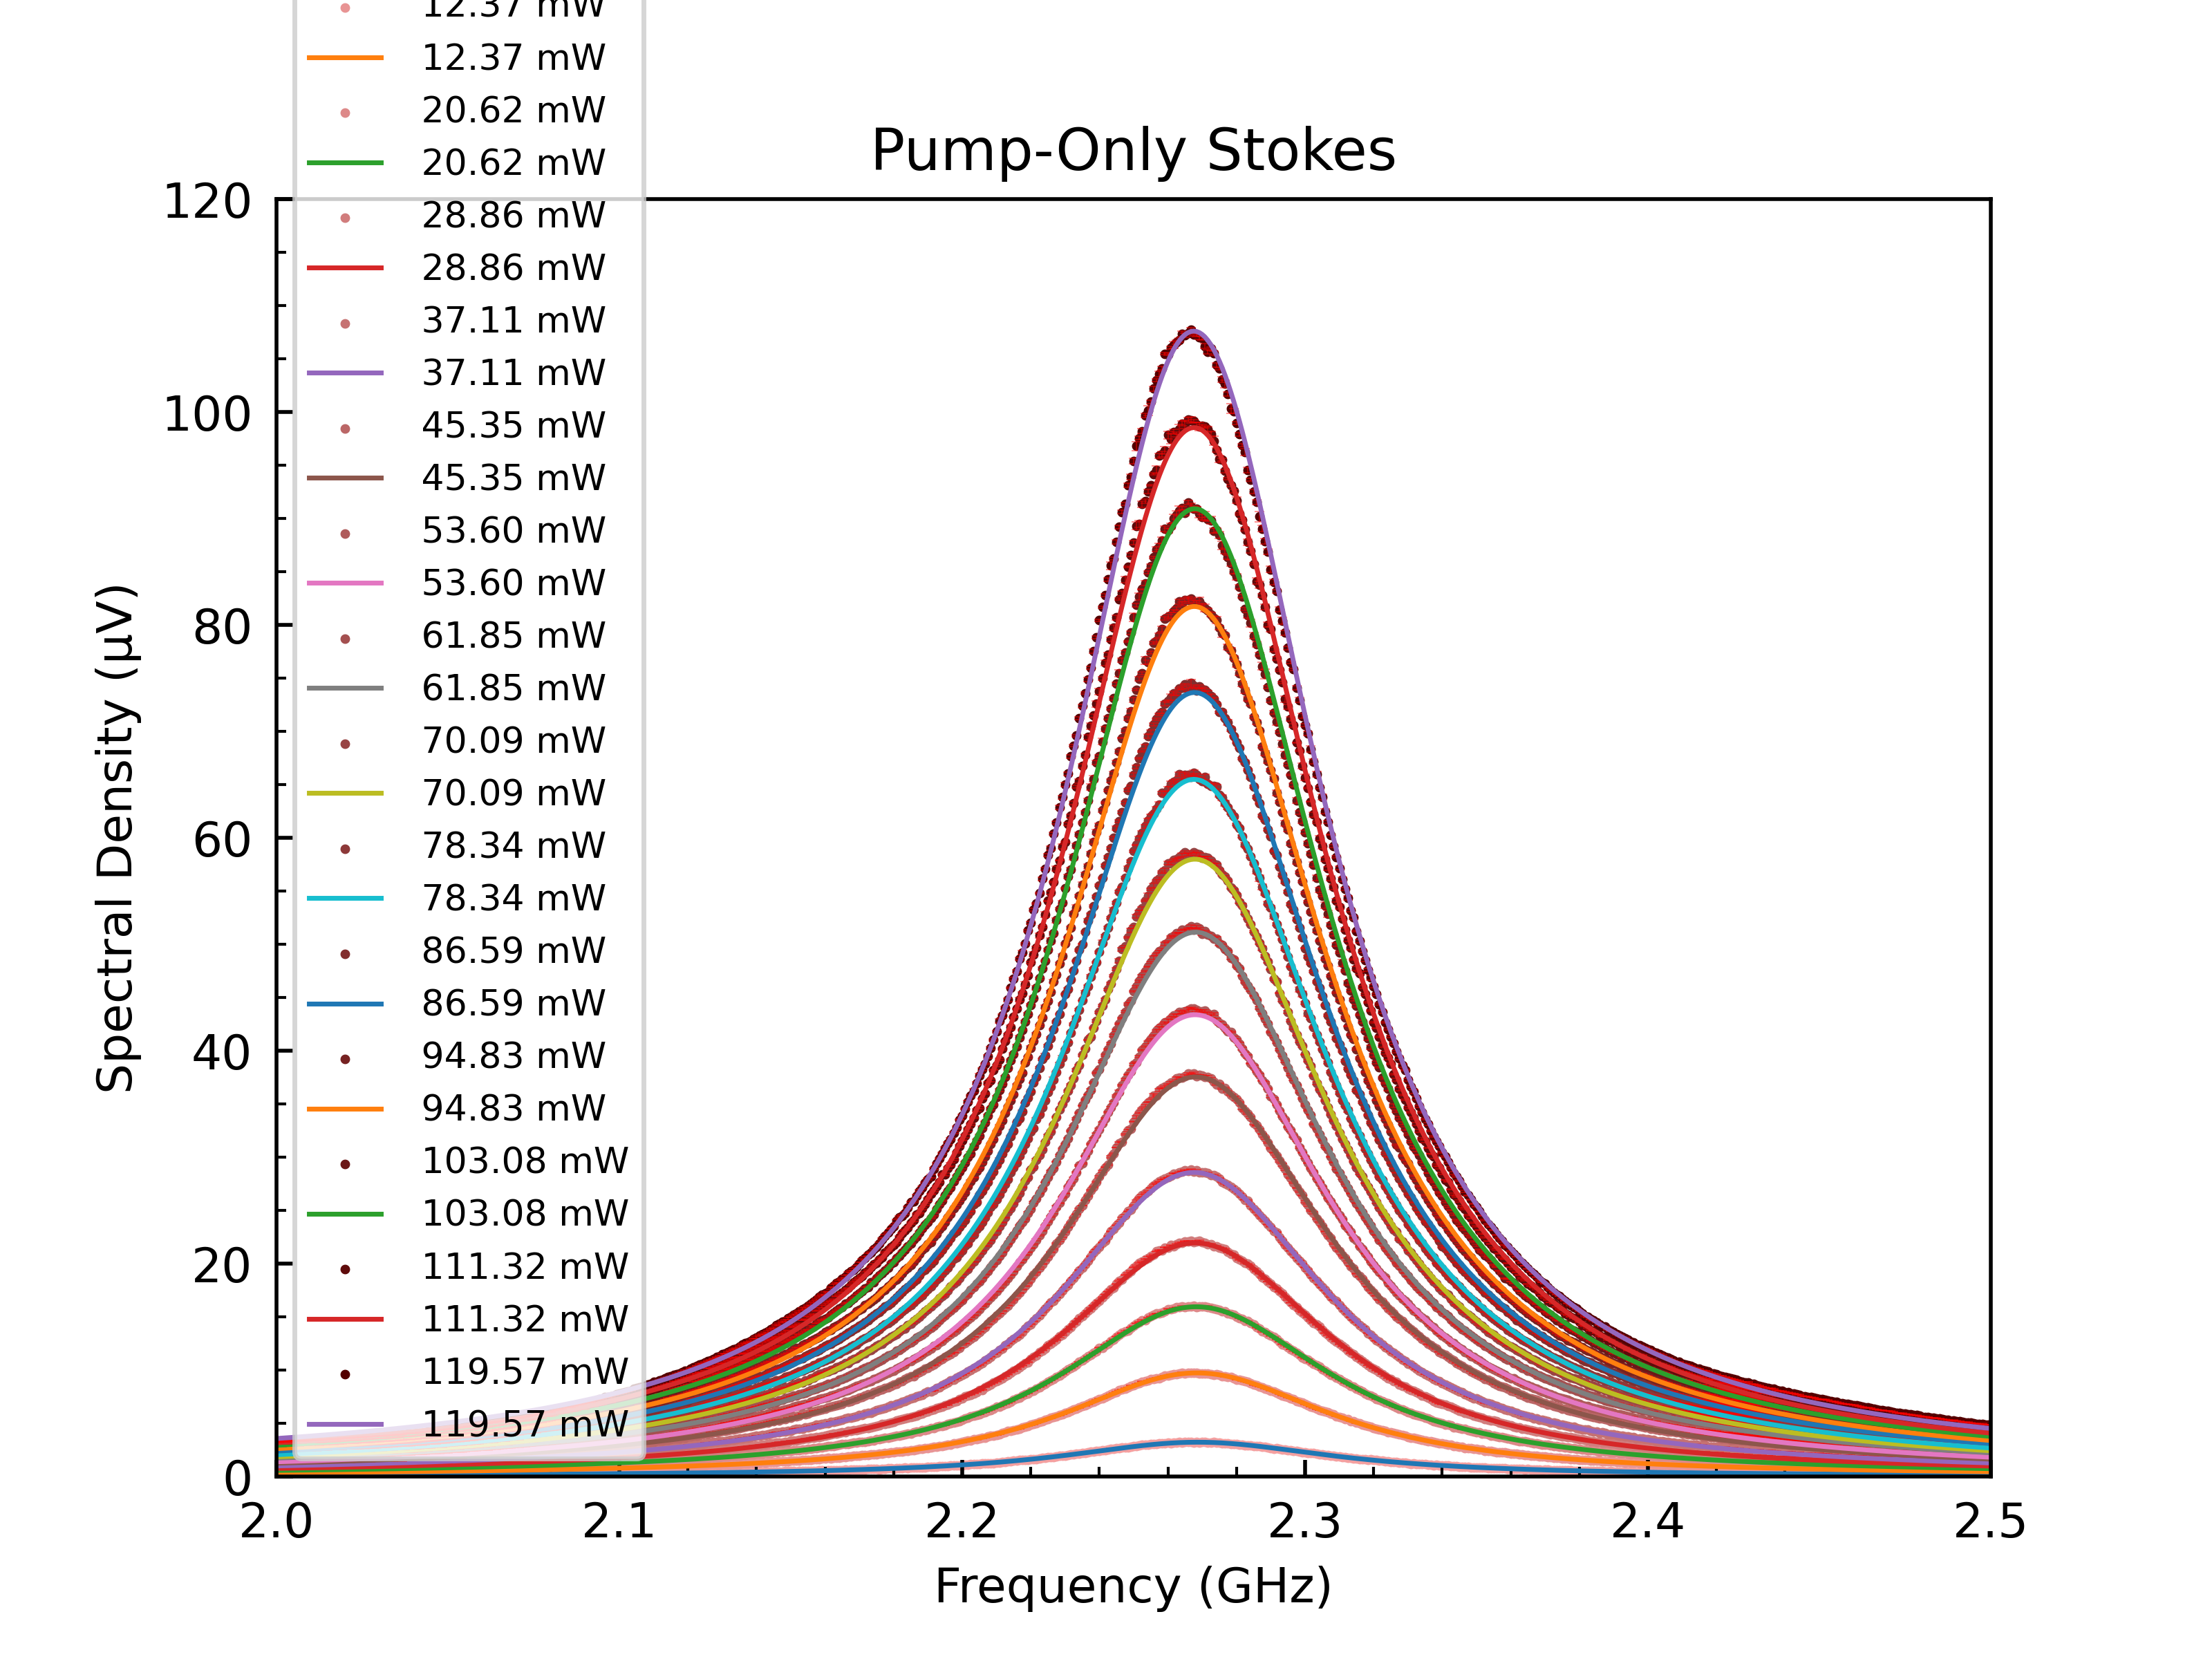 12.37 mW
12.37 mW
20.62 mW
Pump-Only Stokes
20.62 mW
120
28.86 mW
28.86 mW
37.11 mW
37.11 mW
100
45.35 mW
45.35 mW
53.60 mW
53.60 mW
80
61.85 mW
61.85 mW
70.09 mW
70.09 mW
60
78.34 mW
78.34 mW
86.59 mW
86.59 mW
40
94.83 mW
94.83 mW
103.08 mW
103.08 mW
20
111.32 mW
111.32 mW
119.57 mW
119.57 mW
0
Spectral Density (μV)
2.0 2.1 2.2 2.3 2.4 2.5
Frequency (GHz)